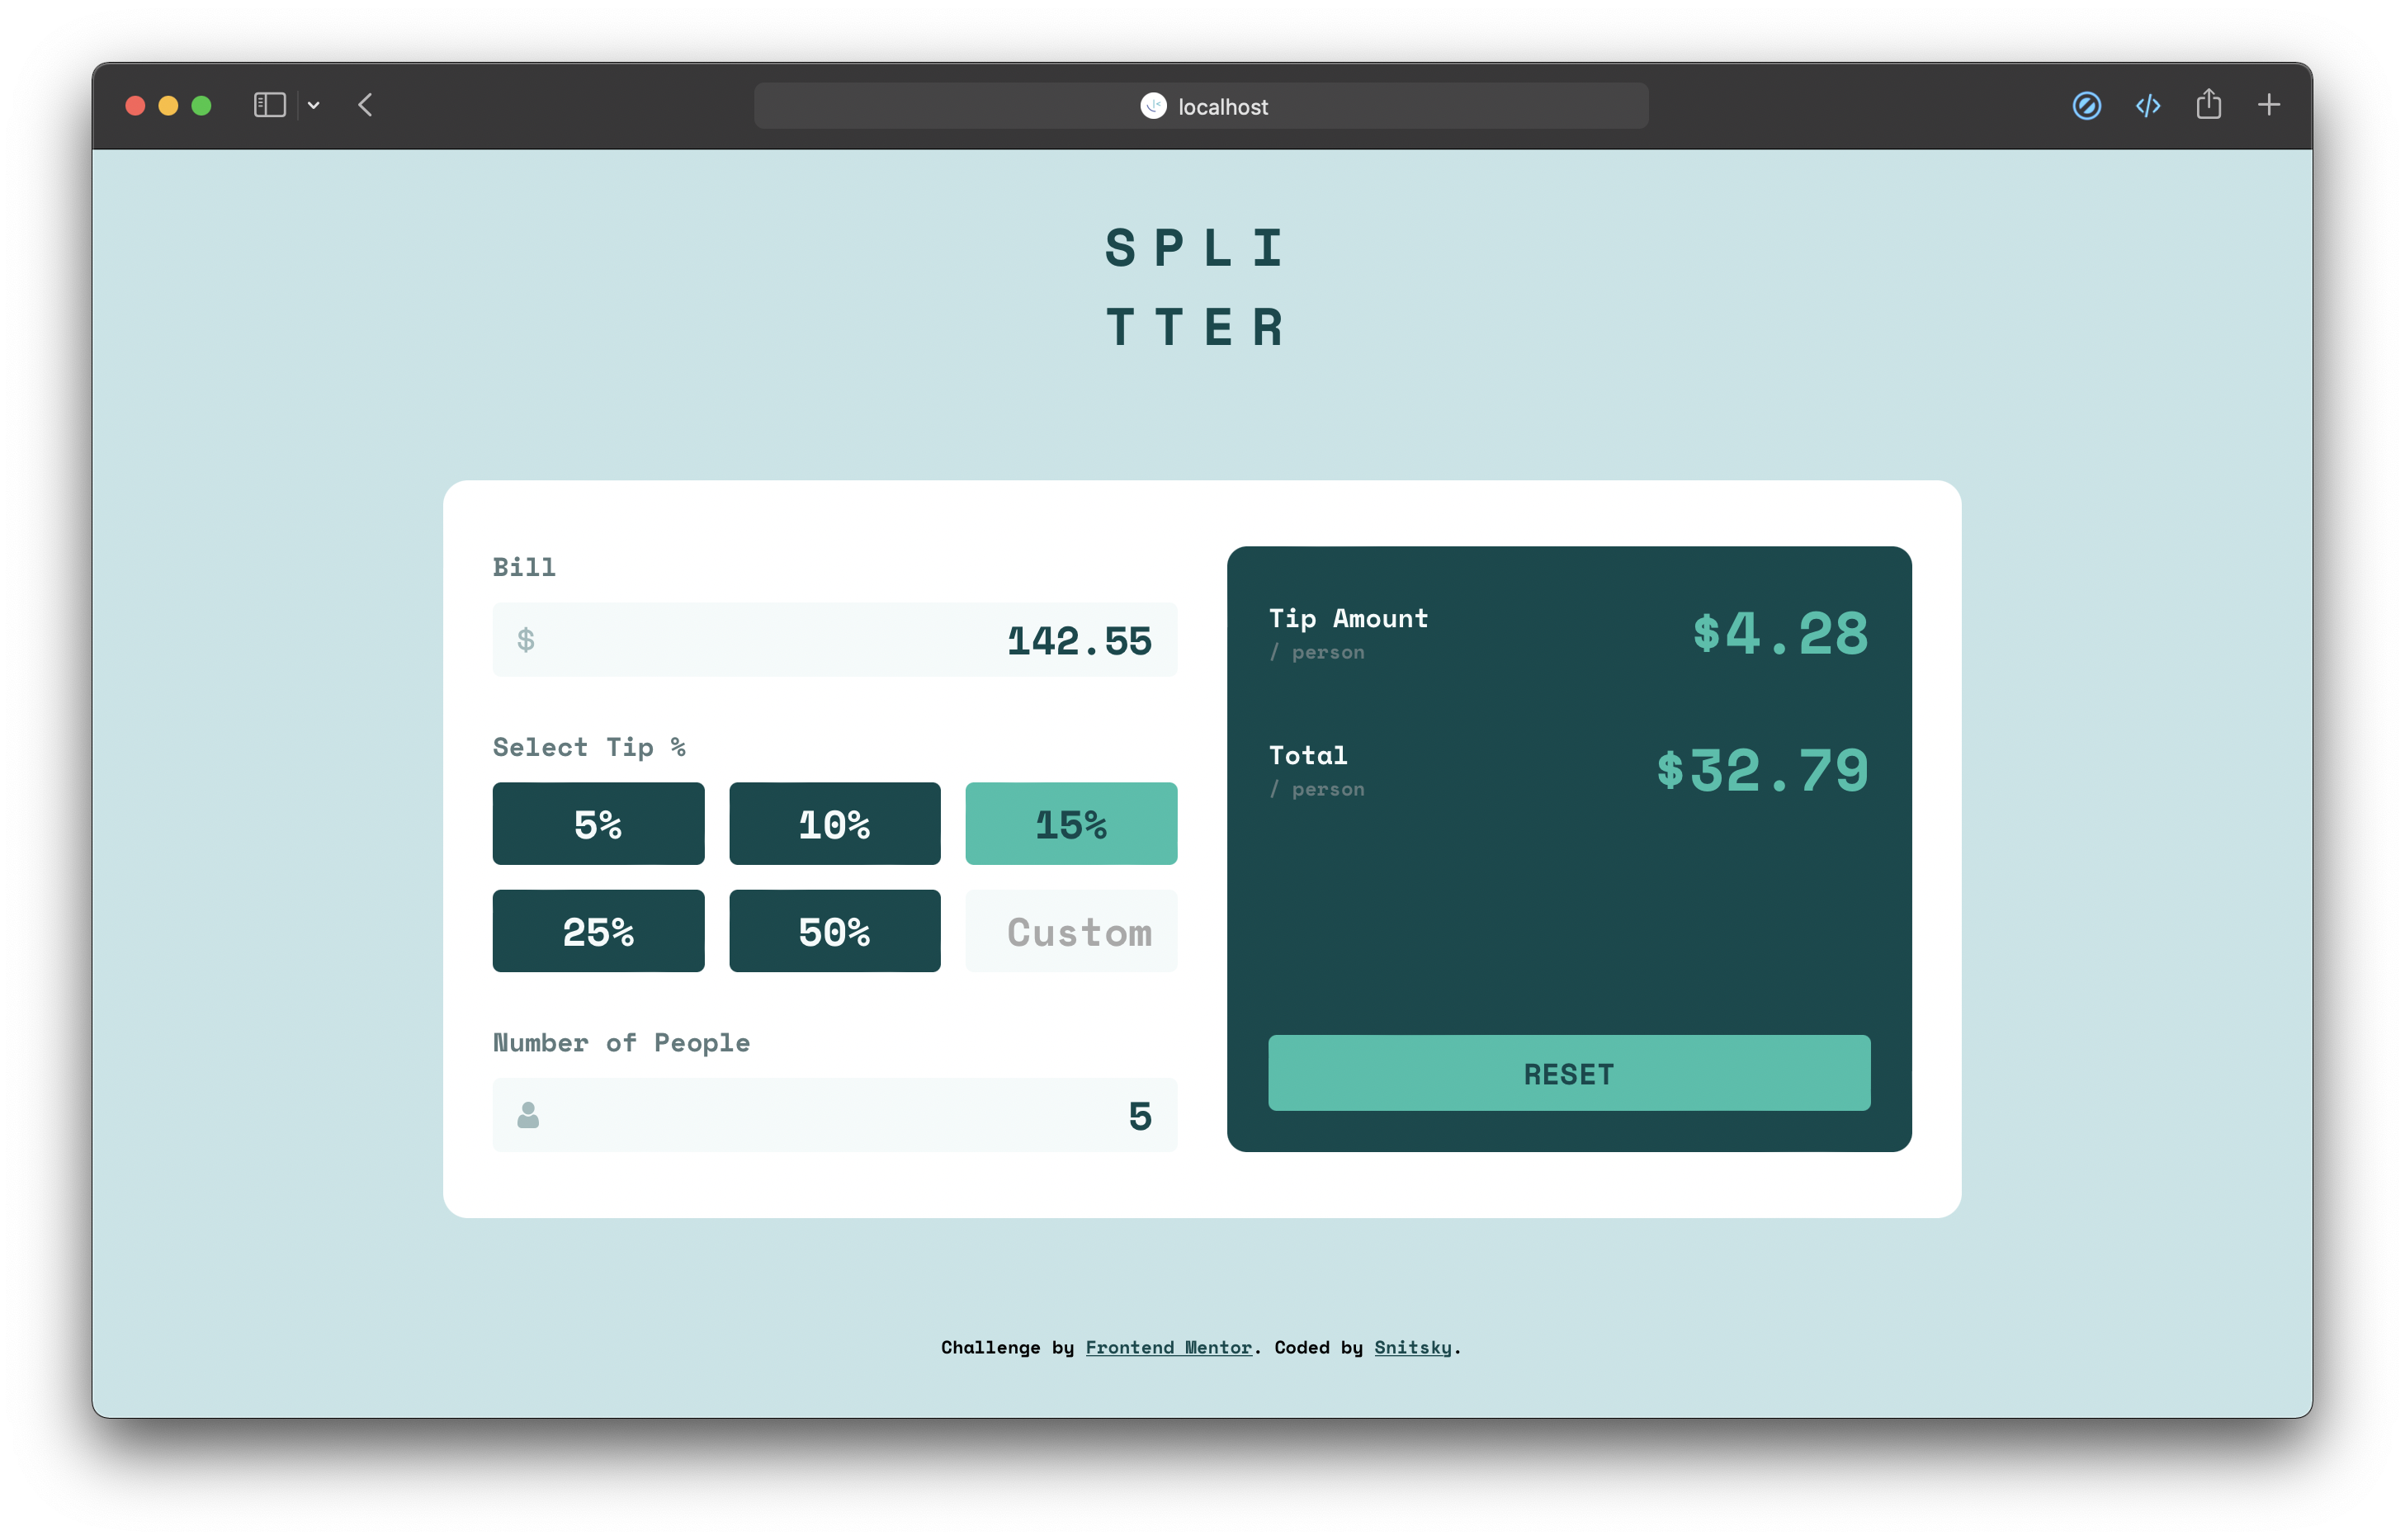 localhost
SPLI
TTER
Bill
$
142.55
Select Tip %
5%
10%
15%
25%
50%
Custom
Number of People
5
Tip Amount
/ person
$4.28
Total
/ person
$32.79
RESET
Challenge by Frontend Mentor. Coded by Snitsky.